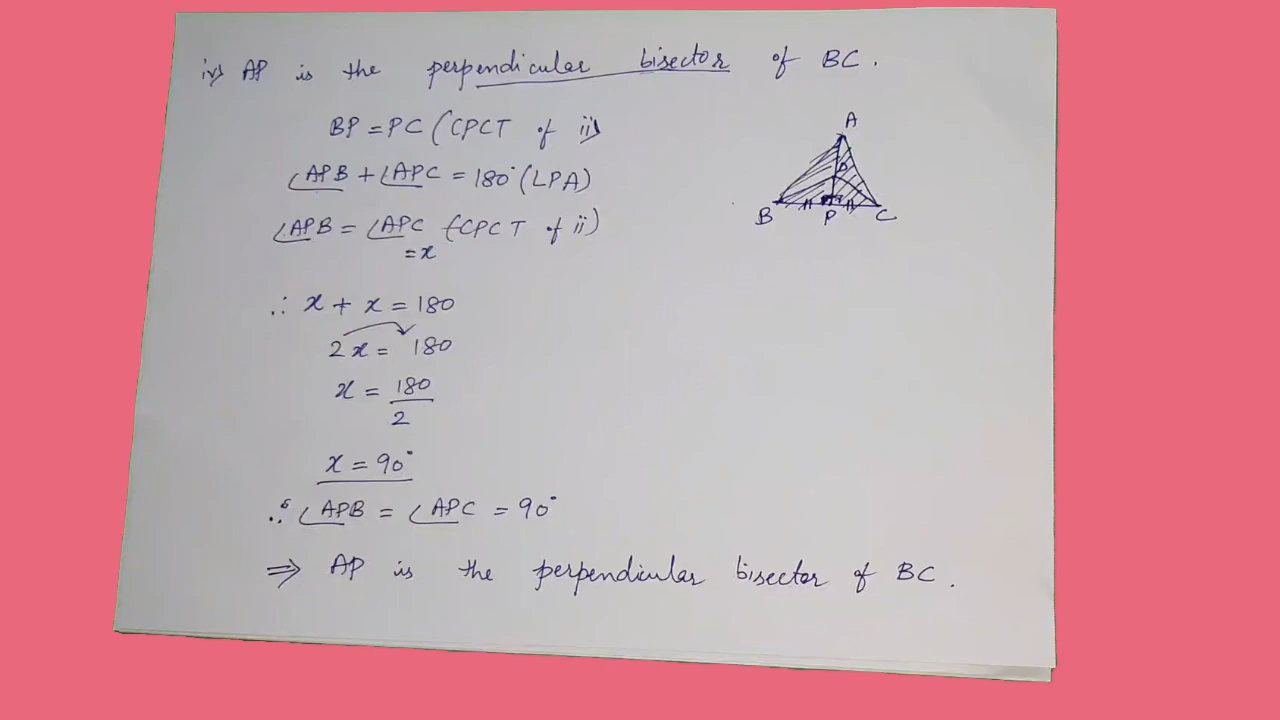 iv) AP is the perpendicular bisector of BC.
BP = PC (CPCT of ii)
∠APB + ∠APC = 180° (LPA)
∠APB = ∠APC (CPCT of ii)
= x
∴ x + x = 180
2x = 180
x = 180/2
x = 90°
∴ ∠APB = ∠APC = 90°
⇒ AP is the perpendicular bisector of BC.
A
D
B P C